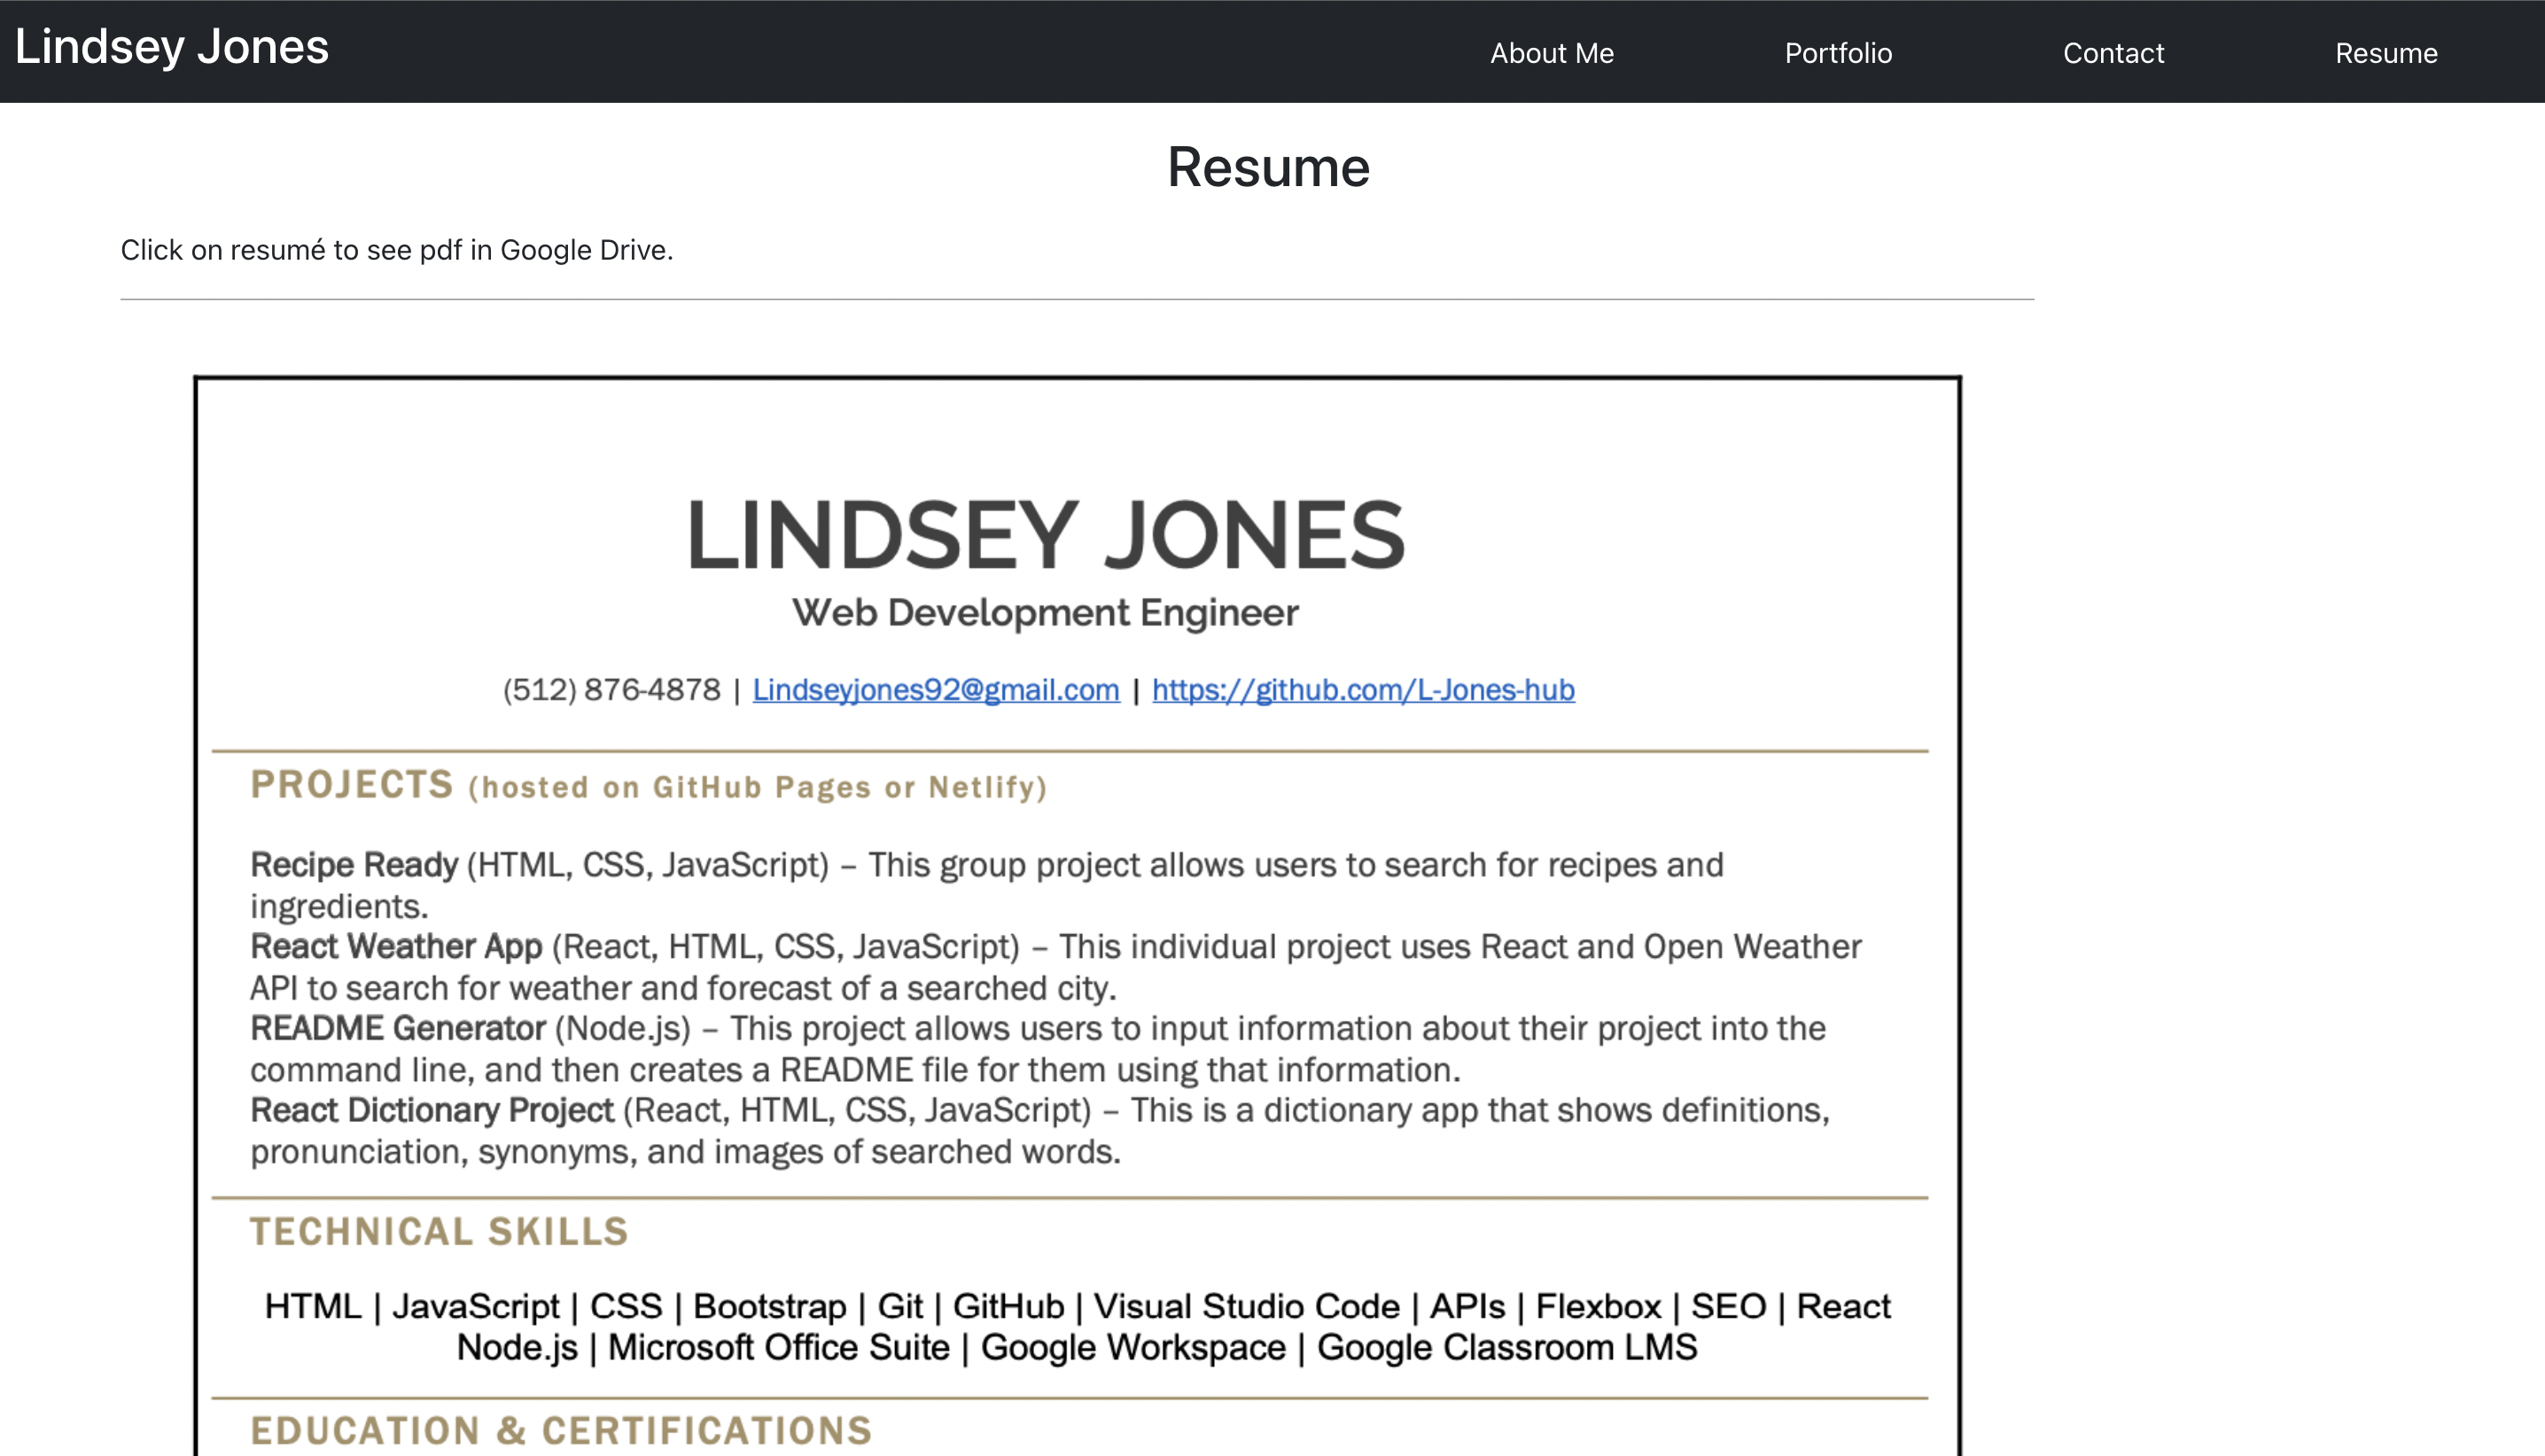 Lindsey Jones
About Me Portfolio Contact Resume
Resume
Click on resumé to see pdf in Google Drive.
LINDSEY JONES
Web Development Engineer
(512) 876-4878 | Lindseyjones92@gmail.com | https://github.com/L-Jones-hub
PROJECTS (hosted on GitHub Pages or Netlify)
Recipe Ready (HTML, CSS, JavaScript) – This group project allows users to search for recipes and
ingredients.
React Weather App (React, HTML, CSS, JavaScript) – This individual project uses React and Open Weather
API to search for weather and forecast of a searched city.
README Generator (Node.js) – This project allows users to input information about their project into the
command line, and then creates a README file for them using that information.
React Dictionary Project (React, HTML, CSS, JavaScript) – This is a dictionary app that shows definitions,
pronunciation, synonyms, and images of searched words.
TECHNICAL SKILLS
HTML | JavaScript | CSS | Bootstrap | Git | GitHub | Visual Studio Code | APIs | Flexbox | SEO | React
Node.js | Microsoft Office Suite | Google Workspace | Google Classroom LMS
EDUCATION & CERTIFICATIONS